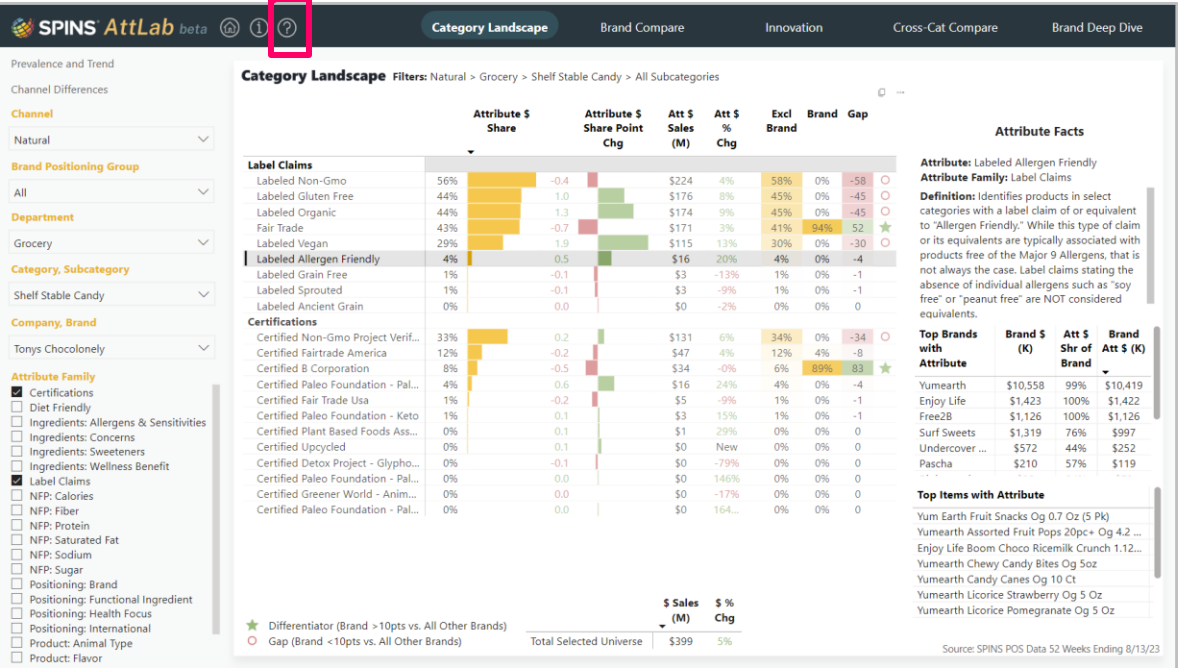 SPINS AttLab beta
Category Landscape
Brand Compare
Innovation
Cross-Cat Compare
Brand Deep Dive
Prevalence and Trend
Channel Differences
Channel
Natural
Brand Positioning Group
All
Department
Grocery
Category, Subcategory
Shelf Stable Candy
Company, Brand
Tonys Chocolonely
Attribute Family
Certifications
Diet Friendly
Ingredients: Allergens & Sensitivities
Ingredients: Concerns
Ingredients: Sweeteners
Ingredients: Wellness Benefit
Label Claims
NFP: Calories
NFP: Fiber
NFP: Protein
NFP: Saturated Fat
NFP: Sodium
NFP: Sugar
Positioning: Brand
Positioning: Functional Ingredient
Positioning: Health Focus
Positioning: International
Product: Animal Type
Product: Flavor
Category Landscape Filters: Natural > Grocery > Shelf Stable Candy > All Subcategories
Attribute $ Attribute $ Att $ Att $ Excl Brand Gap
Share Share Point Sales % Brand
Chg (M) Chg
Label Claims
Labeled Non-Gmo 56% -0.4 $224 4% 58% 0% -58
Labeled Gluten Free 44% 1.0 $176 8% 45% 0% -45
Labeled Organic 44% 1.3 $174 9% 45% 0% -45
Fair Trade 43% -0.7 $171 3% 41% 94% 52
Labeled Vegan 29% 1.9 $115 13% 30% 0% -30
Labeled Allergen Friendly 4% 0.5 $16 20% 4% 0% -4
Labeled Grain Free 1% -0.1 $3 -13% 1% 0% -1
Labeled Sprouted 1% -0.1 $3 -9% 1% 0% -1
Labeled Ancient Grain 0% 0.0 $0 -2% 0% 0% 0
Certifications
Certified Non-Gmo Project Verif... 33% 0.2 $131 6% 34% 0% -34
Certified Fairtrade America 12% -0.2 $47 4% 12% 4% -8
Certified B Corporation 8% -0.5 $34 -0% 6% 89% 83
Certified Paleo Foundation - Pal... 4% 0.6 $16 24% 4% 0% -4
Certified Fair Trade Usa 1% -0.2 $5 -9% 1% 0% -1
Certified Paleo Foundation - Keto 1% 0.1 $3 15% 1% 0% -1
Certified Plant Based Foods Ass... 0% 0.1 $1 29% 0% 0% 0
Certified Upcycled 0% 0.1 $0 New 0% 0% 0
Certified Detox Project - Glypho... 0% -0.1 $0 -79% 0% 0% 0
Certified Paleo Foundation - Pal... 0% 0.0 $0 146% 0% 0% 0
Certified Greener World - Anim... 0% 0.0 $0 -17% 0% 0% 0
Certified Paleo Foundation - Pal... 0% 0.0 $0 164... 0% 0% 0
$ Sales $ %
(M) Chg
Total Selected Universe $399 5%
Differentiator (Brand >10pts vs. All Other Brands)
Gap (Brand <10pts vs. All Other Brands)
Attribute Facts
Attribute: Labeled Allergen Friendly
Attribute Family: Label Claims
Definition: Identifies products in select
categories with a label claim of or equivalent
to “Allergen Friendly.” While this type of claim
or its equivalents are typically associated with
products free of the Major 9 Allergens, that is
not always the case. Label claims stating the
absence of individual allergens such as “soy
free” or “peanut free” are NOT considered
equivalents.
Top Brands Brand $ Att $ Brand
with (K) Shr of Att $ (K)
Attribute Brand
Yumearth $10,558 99% $10,419
Enjoy Life $1,423 100% $1,422
Free2B $1,126 100% $1,126
Surf Sweets $1,319 76% $997
Undercover ... $572 44% $252
Pascha $210 57% $119
Top Items with Attribute
Yum Earth Fruit Snacks Og 0.7 Oz (5 Pk)
Yumearth Assorted Fruit Pops 20pc+ Og 4.2 ...
Enjoy Life Boom Choco Ricemilk Crunch 1.12...
Yumearth Chewy Candy Bites Og 5oz
Yumearth Candy Canes Og 10 Ct
Yumearth Licorice Strawberry Og 5 Oz
Yumearth Licorice Pomegranate Og 5 Oz
Source: SPINS POS Data 52 Weeks Ending 8/13/23